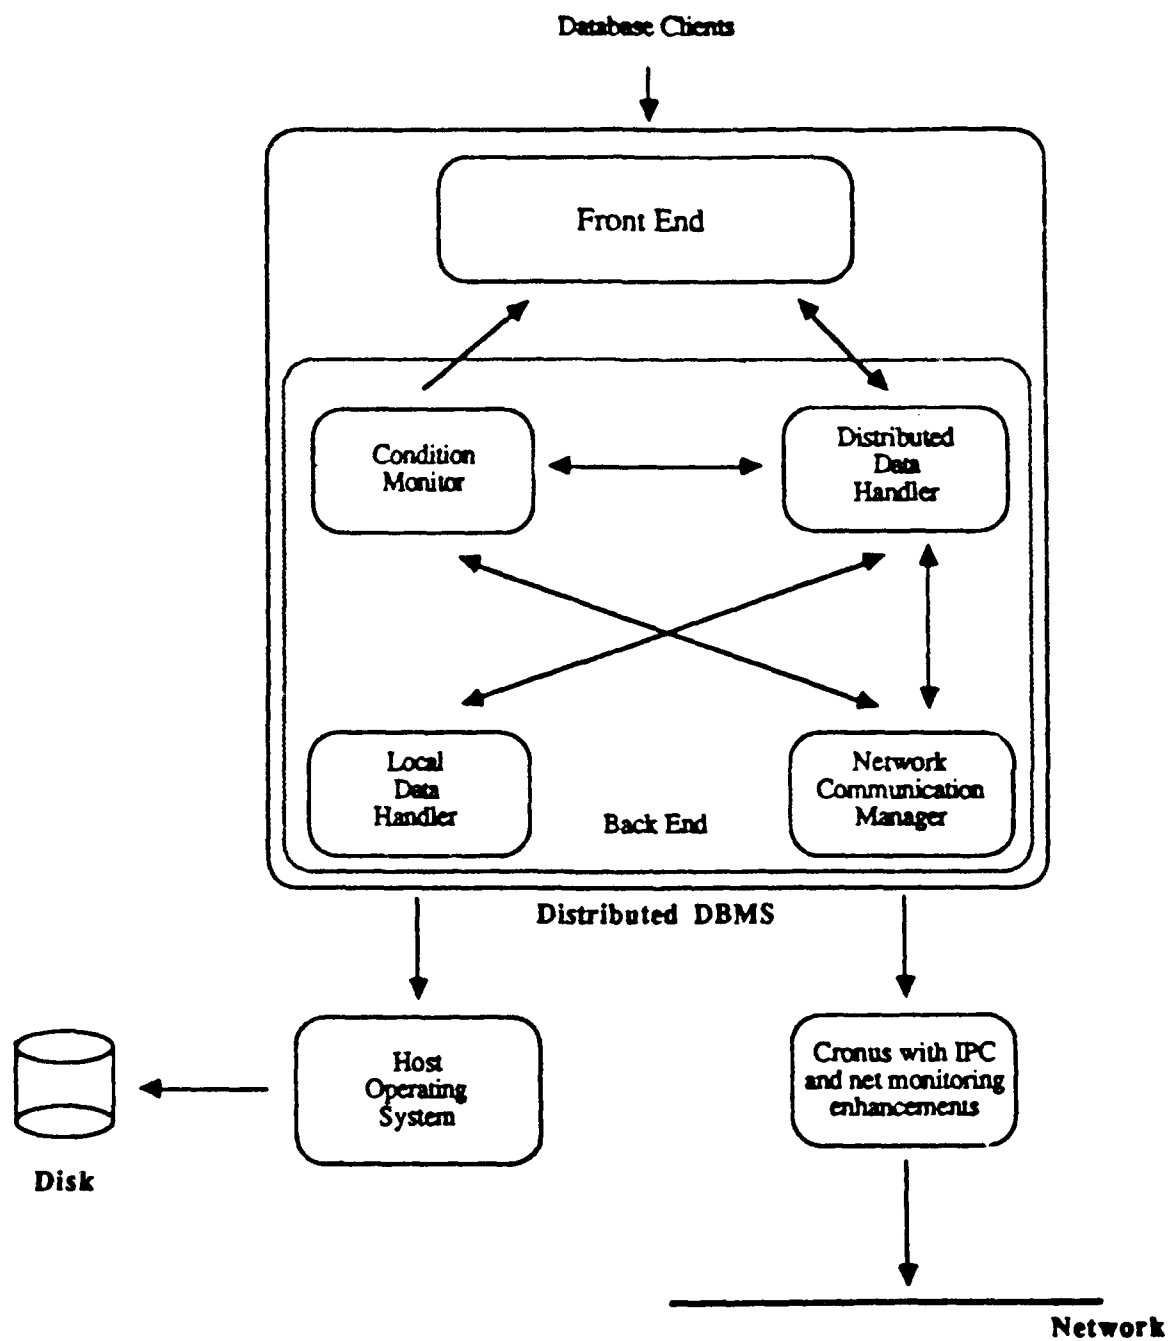 Database Clients
Front End
Condition
Monitor
Distributed
Data
Handler
Local
Data
Handler
Back End
Network
Communication
Manager
Distributed DBMS
Host
Operating
System
Cronus with IPC
and net monitoring
enhancements
Disk
Network